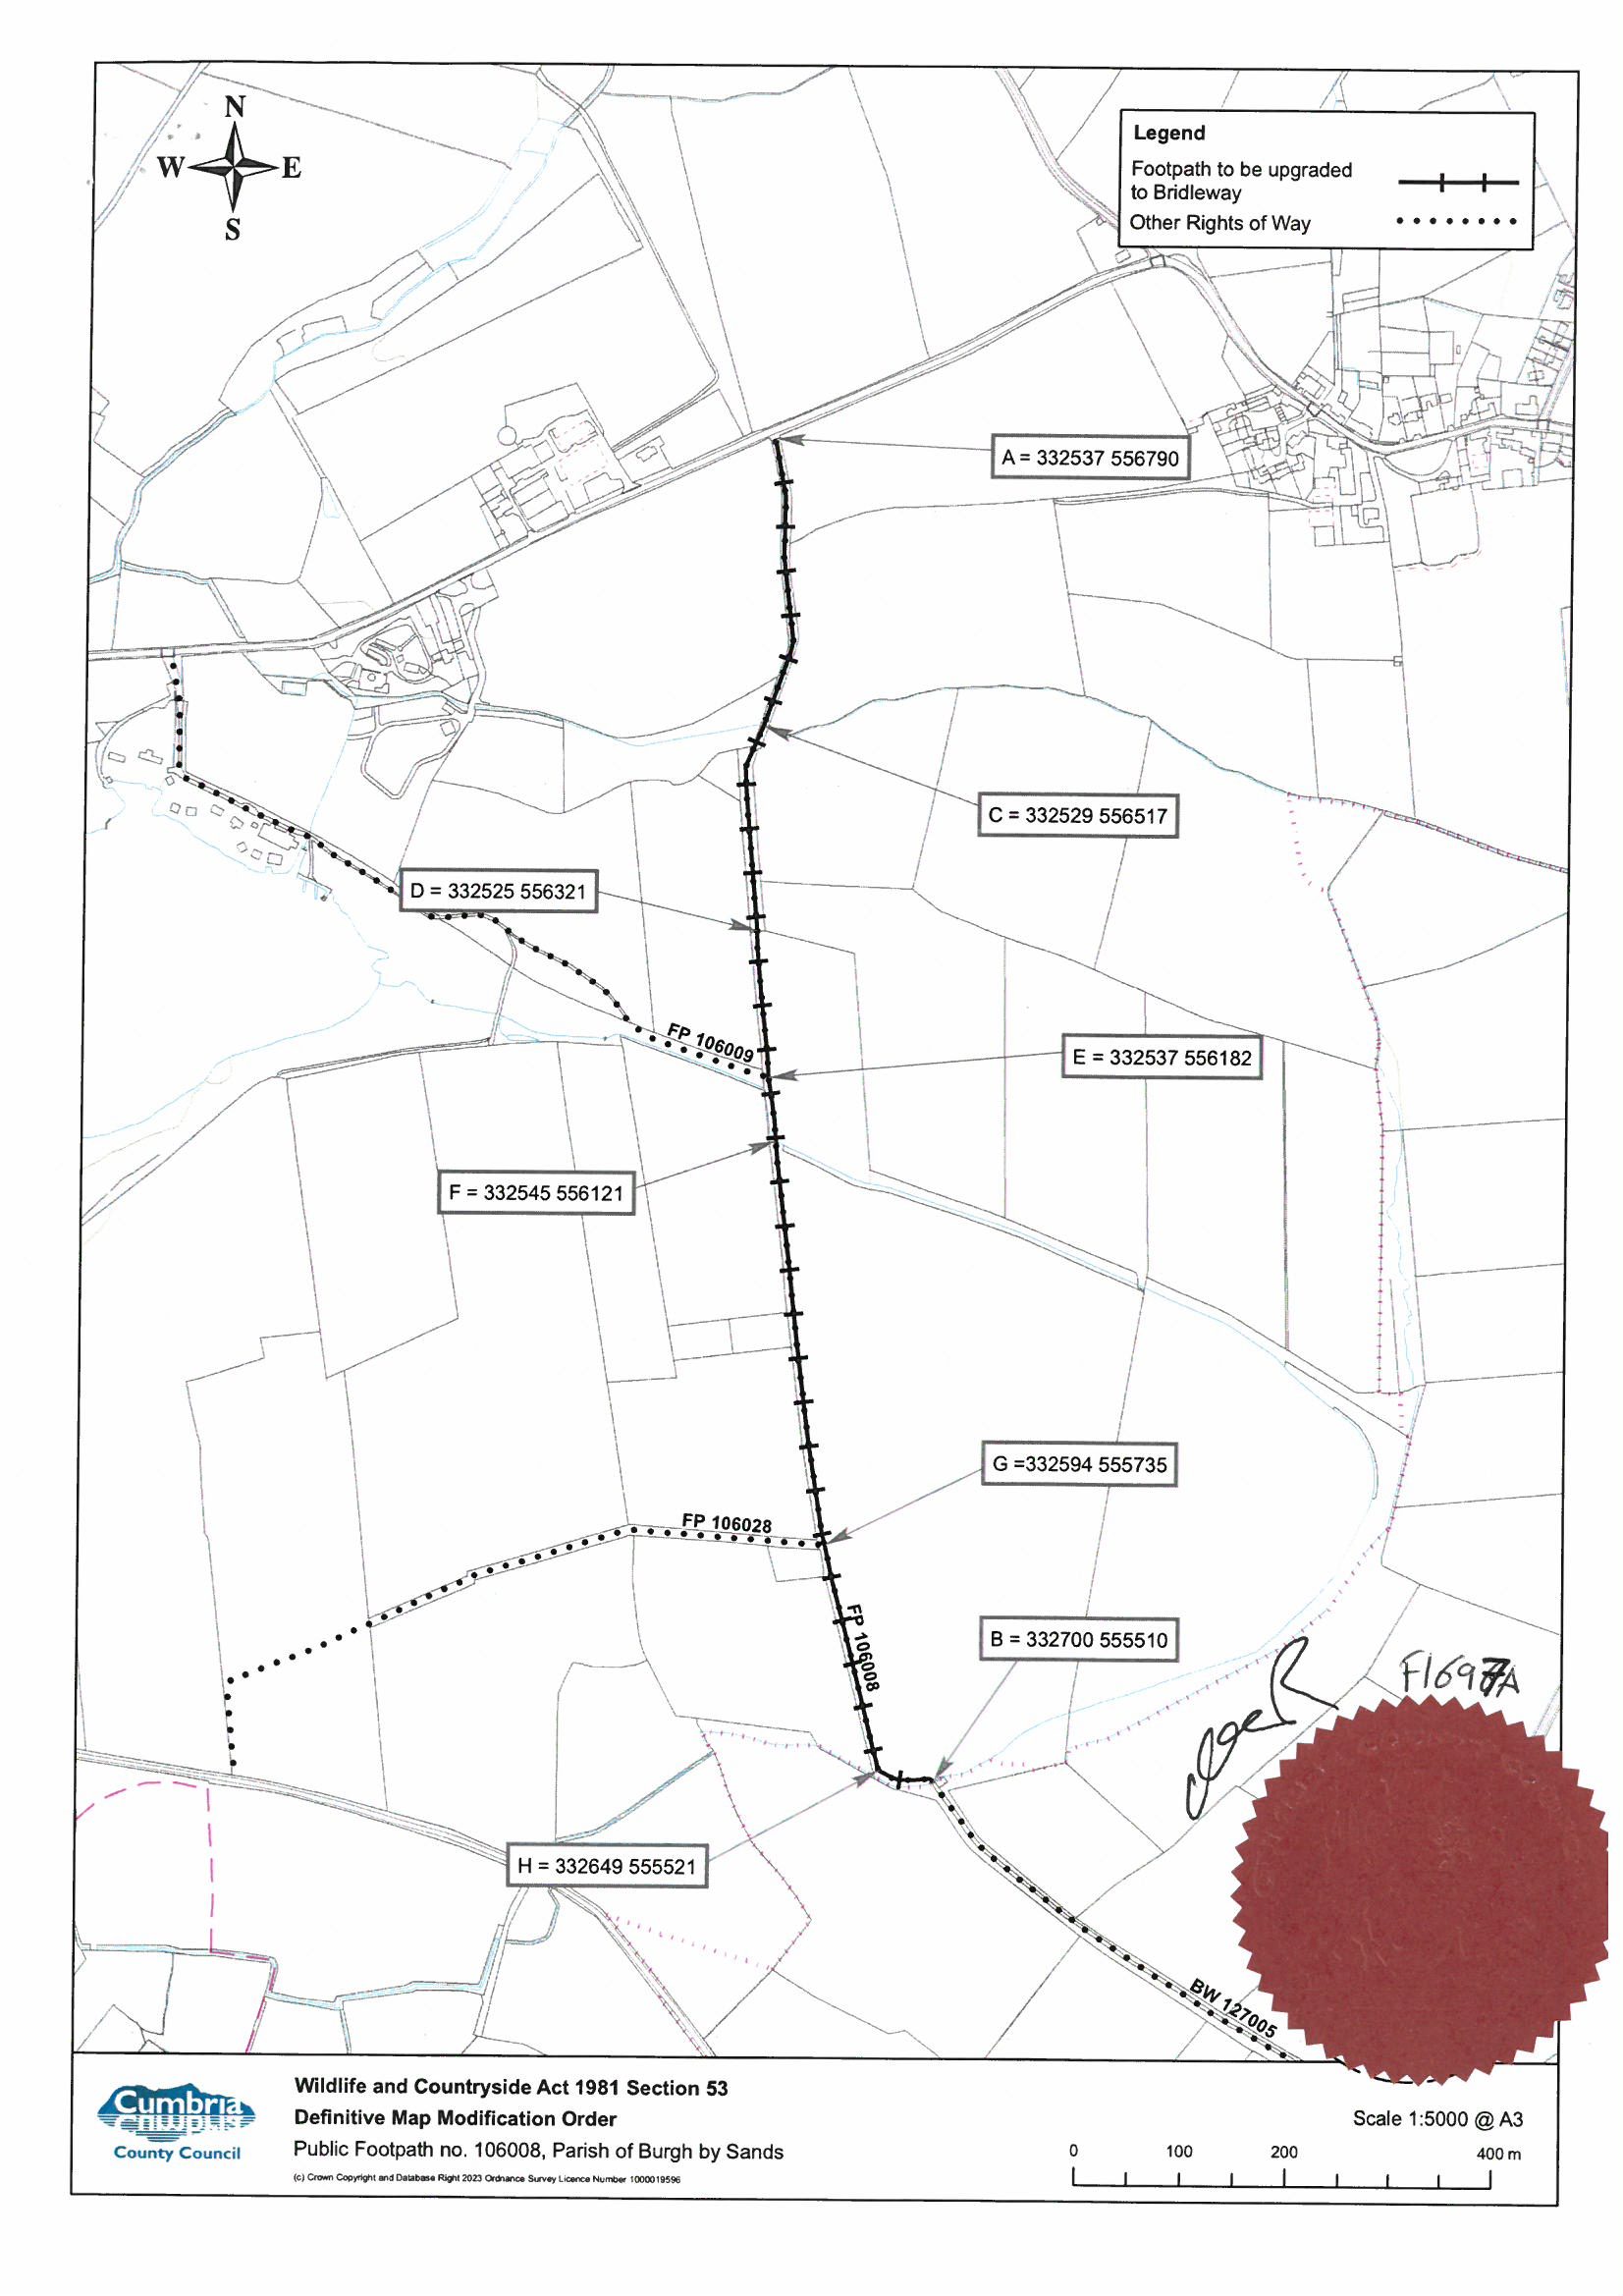 N
W E
S
Legend
Footpath to be upgraded
to Bridleway
Other Rights of Way
A = 332537 556790
C = 332529 556517
D = 332525 556321
FP 106009
E = 332537 556182
F = 332545 556121
G =332594 555735
FP 106028
FP 106008
B = 332700 555510
F1697A
H = 332649 555521
BW 127005
Cumbria
County Council
Wildlife and Countryside Act 1981 Section 53
Definitive Map Modification Order
Public Footpath no. 106008, Parish of Burgh by Sands
(c) Crown Copyright and Database Right 2023 Ordnance Survey Licence Number 1000019596
Scale 1:5000 @ A3
0 100 200 400 m